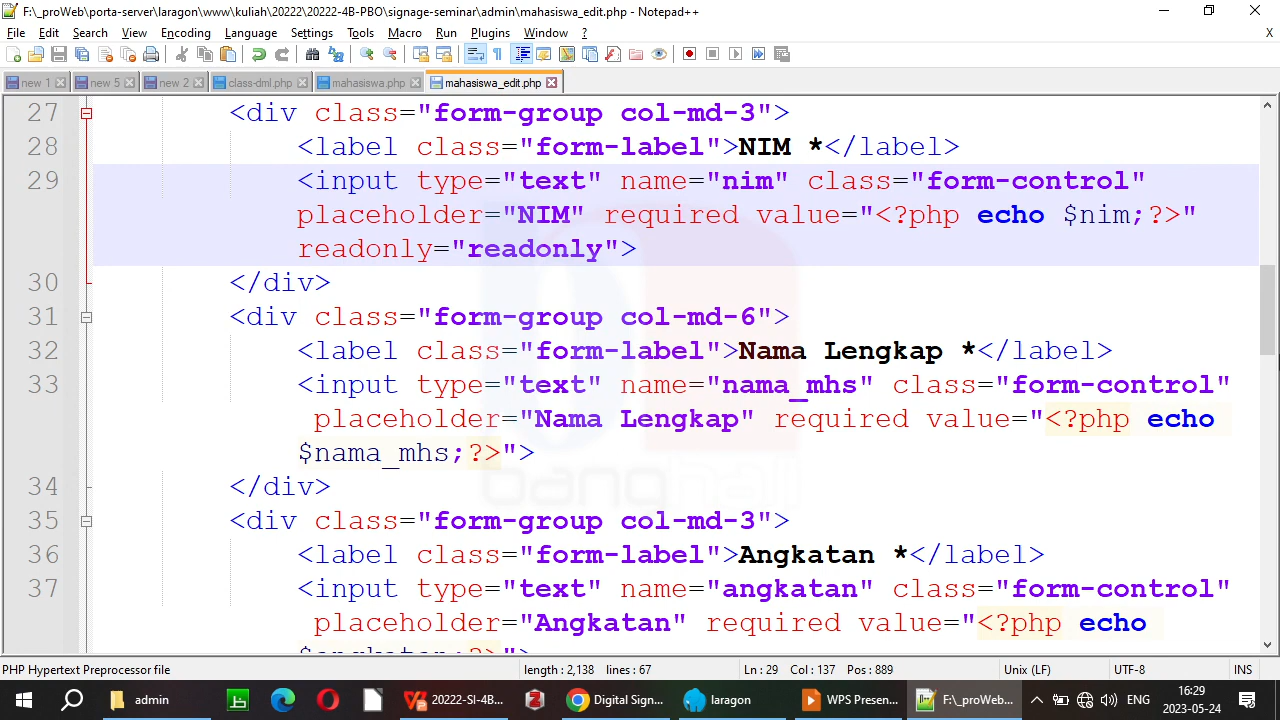 F:\_proWeb\porta-server\laragon\www\kuliah\20222\20222-4B-PBO\signage-seminar\admin\mahasiswa_edit.php - Notepad++
File Edit Search View Encoding Language Settings Tools Macro Run Plugins Window ? X
new 1 new 5 new 2 class-dml.php mahasiswa.php mahasiswa_edit.php
27 <div class="form-group col-md-3">
28 <label class="form-label">NIM *</label>
29 <input type="text" name="nim" class="form-control"
placeholder="NIM" required value="<?php echo $nim;?>"
readonly="readonly">
30 </div>
31 <div class="form-group col-md-6">
32 <label class="form-label">Nama Lengkap *</label>
33 <input type="text" name="nama_mhs" class="form-control"
placeholder="Nama Lengkap" required value="<?php echo
$nama_mhs;?>">
34 </div>
35 <div class="form-group col-md-3">
36 <label class="form-label">Angkatan *</label>
37 <input type="text" name="angkatan" class="form-control"
placeholder="Angkatan" required value="<?php echo
$angkatan;?>">
banghali
PHP Hypertext Preprocessor file length : 2,138 lines : 67 Ln : 29 Col : 137 Pos : 889 Unix (LF) UTF-8 INS
admin 20222-SI-4B... Digital Sign... laragon WPS Presen... F:\_proWeb... ENG 16:29
2023-05-24